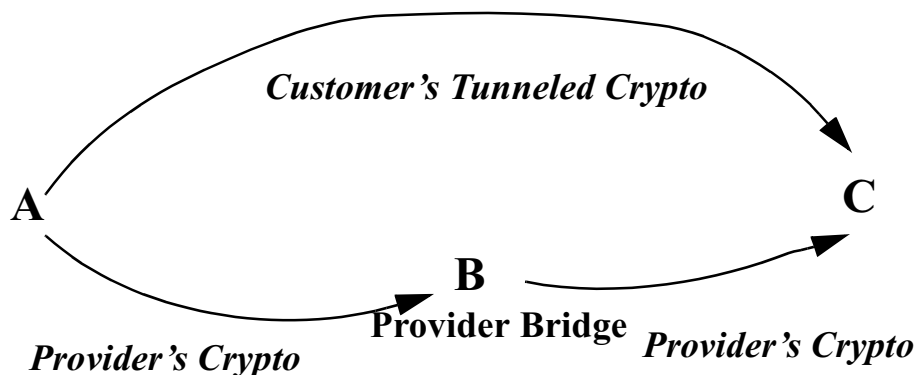 Customer’s Tunneled Crypto
A
C
B
Provider Bridge
Provider’s Crypto
Provider’s Crypto